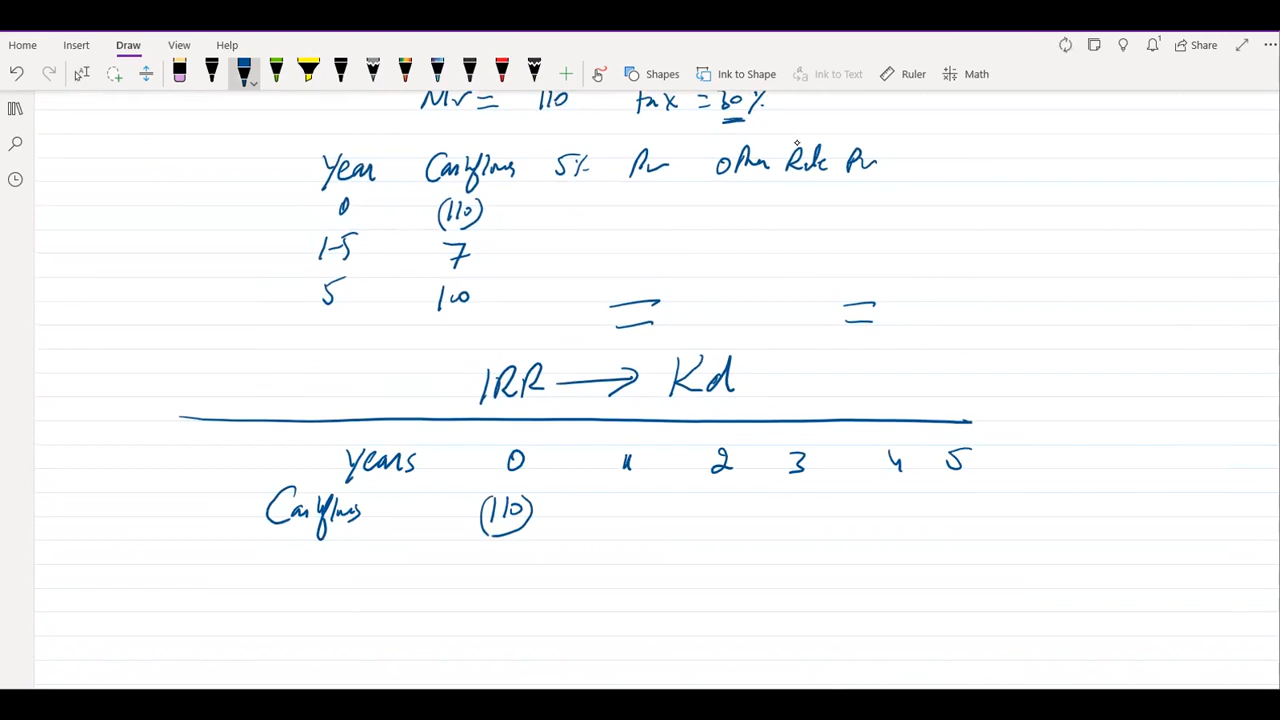 Home Insert Draw View Help Share
Shapes Ink to Shape Ink to Text Ruler Math
MV = 110 tax = 30%
Year Cashflows 5% PV other Rate PV
0 (110)
1-5 7
5 100
= =
IRR → Kd
years 0 1 2 3 4 5
Cashflows (110)